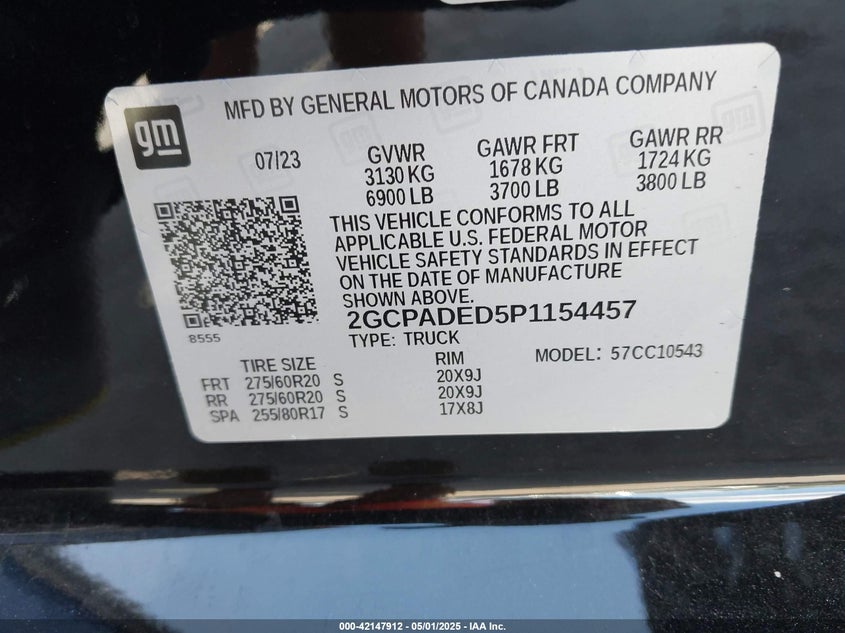 gm
MFD BY GENERAL MOTORS OF CANADA COMPANY
07/23 GVWR GAWR FRT GAWR RR
3130 KG 1678 KG 1724 KG
6900 LB 3700 LB 3800 LB
THIS VEHICLE CONFORMS TO ALL
APPLICABLE U.S. FEDERAL MOTOR
VEHICLE SAFETY STANDARDS IN EFFECT
ON THE DATE OF MANUFACTURE
SHOWN ABOVE.
8555
2GCPADED5P1154457
TYPE: TRUCK
MODEL: 57CC10543
TIRE SIZE RIM
FRT 275/60R20 S 20X9J
RR 275/60R20 S 20X9J
SPA 255/80R17 S 17X8J
000-42147912 - 05/01/2025 - IAA Inc.